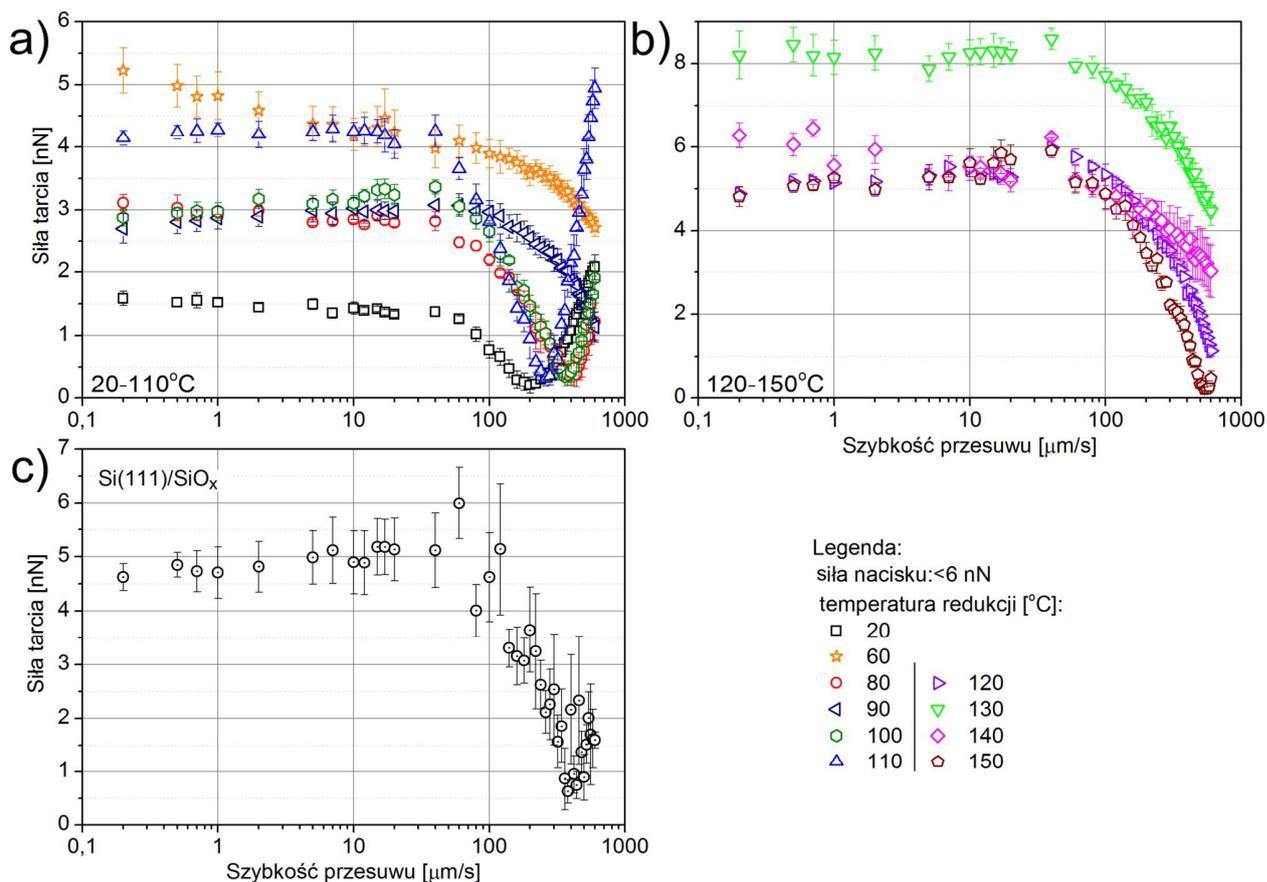 a)
6
5
4
3
2
1
0
Siła tarcia [nN]
20-110°C
0,1 1 10 100 1000
b)
8
6
4
2
0
120-150°C
0,1 1 10 100 1000
Szybkość przesuwu [μm/s]
c)
7
6
5
4
3
2
1
0
Siła tarcia [nN]
Si(111)/SiOₓ
0,1 1 10 100 1000
Szybkość przesuwu [μm/s]
Legenda:
siła nacisku:<6 nN
temperatura redukcji [°C]:
20
60
80 120
90 130
100 140
110 150